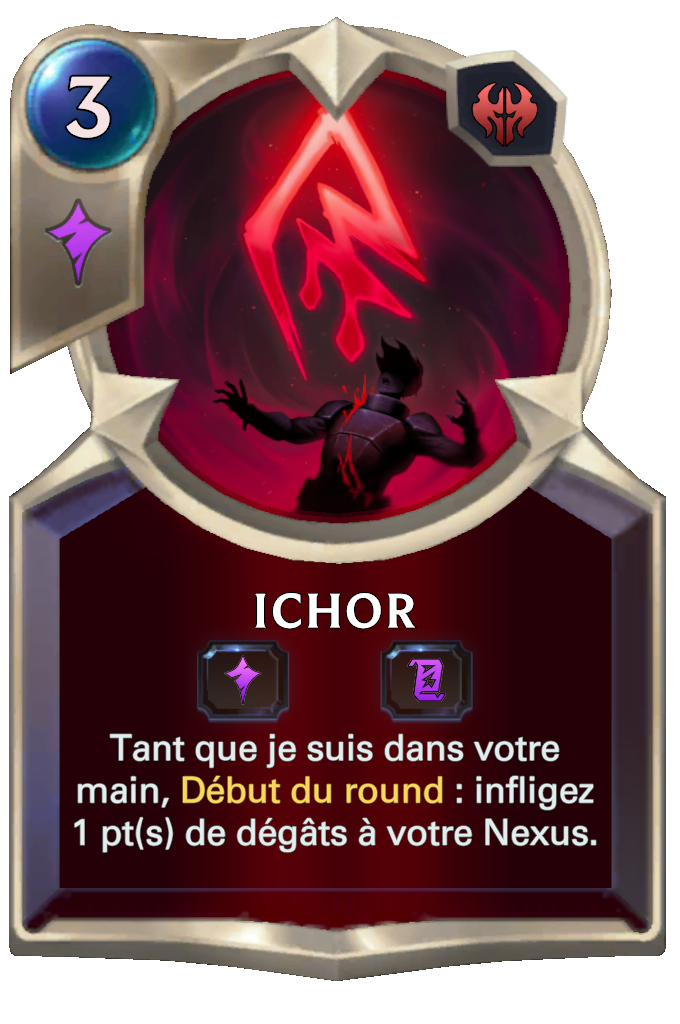 3
ICHOR
Tant que je suis dans votre
main, Début du round : infligez
1 pt(s) de dégâts à votre Nexus.